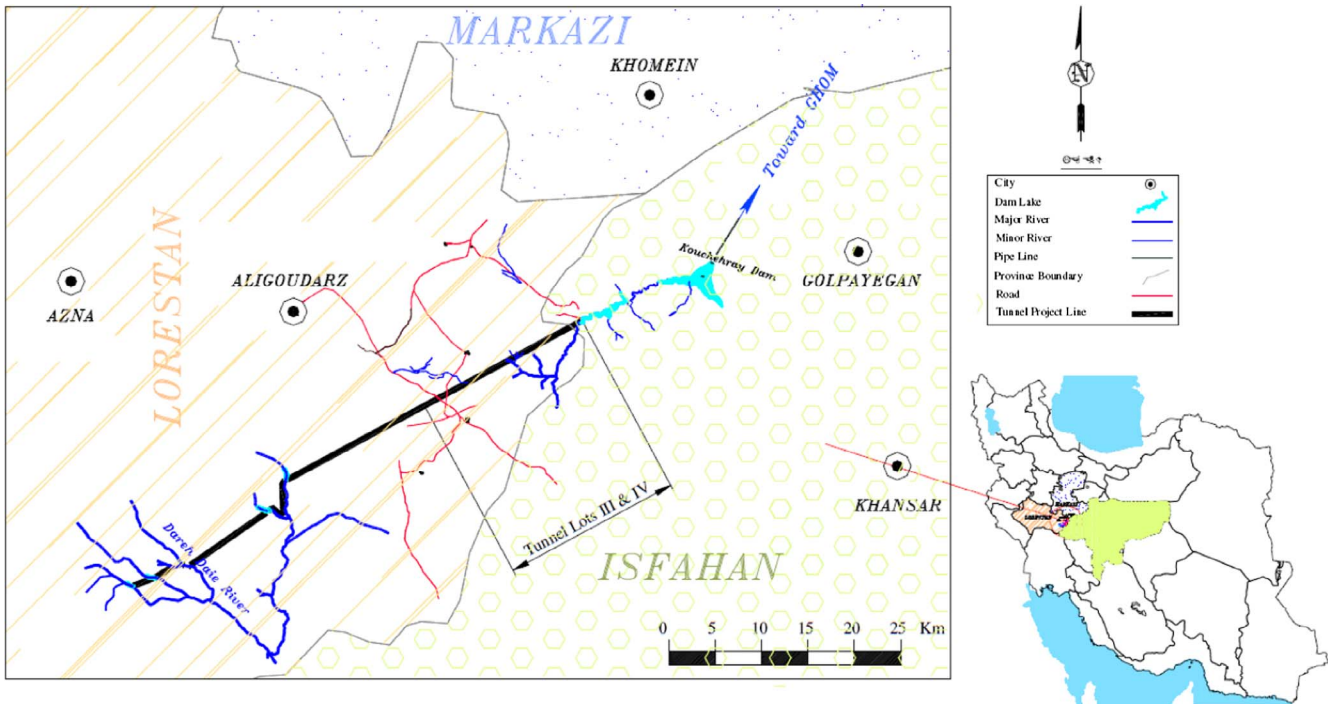 MARKAZI
KHOMEIN
Toward GHOM
LORESTAN
Kouchehray Dam
ALIGOUDARZ
GOLPAYEGAN
AZNA
KHANSAR
Tunnel Lots III & IV
ISFAHAN
Dareh Daie River
0 5 10 15 20 25 Km
N
City
Dam Lake
Major River
Minor River
Pipe Line
Province Boundary
Road
Tunnel Project Line